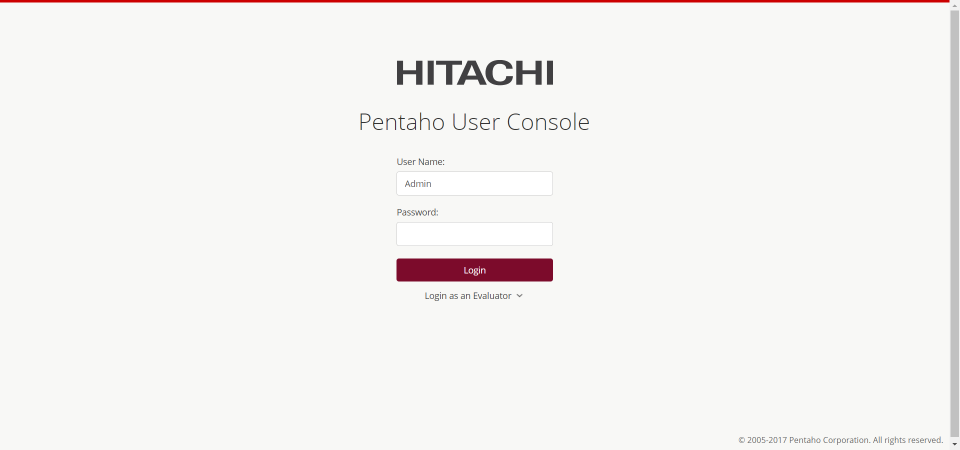 HITACHI
Pentaho User Console
User Name:
Admin
Password:
Login
Login as an Evaluator
© 2005-2017 Pentaho Corporation. All rights reserved.